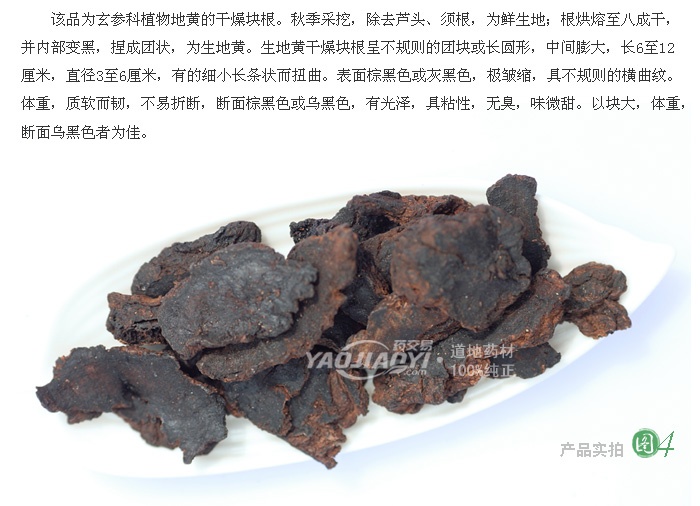 该品为玄参科植物地黄的干燥块根。秋季采挖，除去芦头、须根，为鲜生地；根烘焙至八成干，
并内部变黑，捏成团状，为生地黄。生地黄干燥块根呈不规则的团块或长圆形，中间膨大，长6至12
厘米，直径3至6厘米，有的细小长条状而扭曲。表面棕黑色或灰黑色，极皱缩，具不规则的横曲纹。
体重，质软而韧，不易折断，断面棕黑色或乌黑色，有光泽，具粘性，无臭，味微甜。以块大，体重，
断面乌黑色者为佳。
药交易
YAOJIAOYI
.com
道地药材
100%纯正
产品实拍 图4